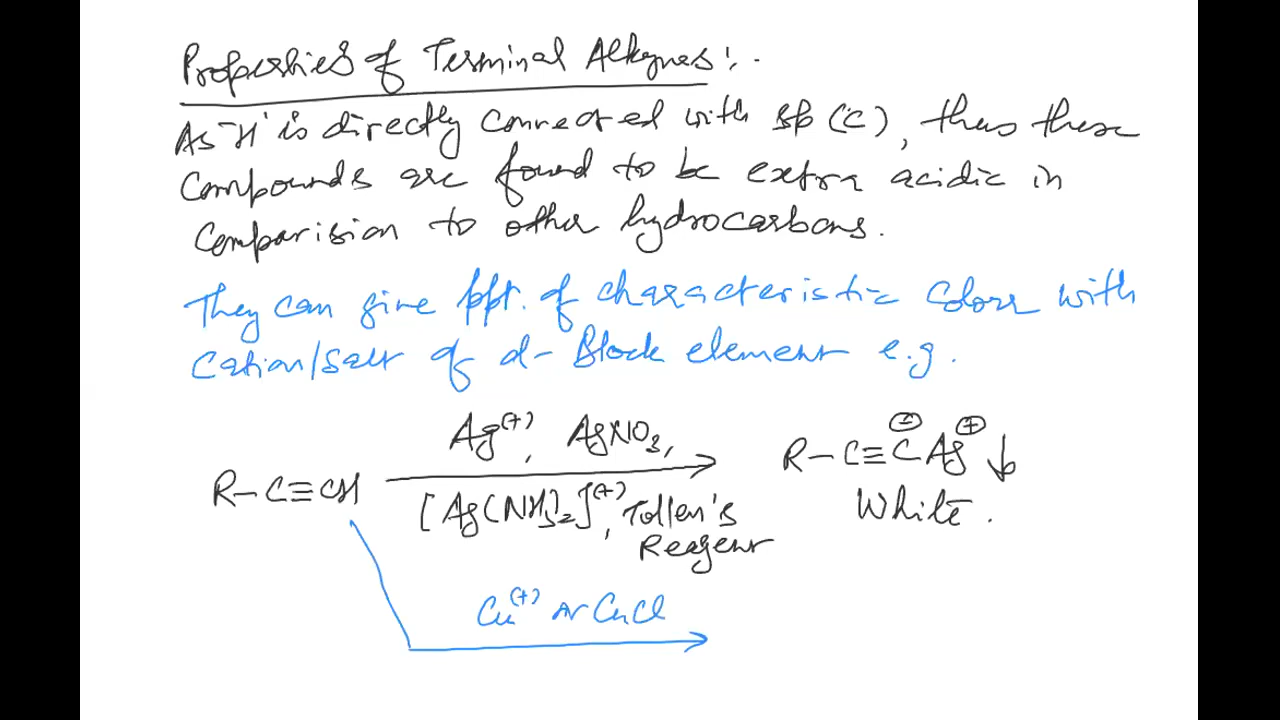 Properties of Terminal Alkynes:-
As -'H' is directly connected with sp (C), thus these
compounds are found to be extra acidic in
comparision to other hydrocarbons.
They can give ppt. of characteristic color with
cation/salt of d-Block element e.g.
R-C≡CH
Ag(+), AgNO3,
[Ag(NH3)2](+), Tollen's
Reagent
R-C≡C⊖Ag⊕↓
White.
Cu(+) or CuCl